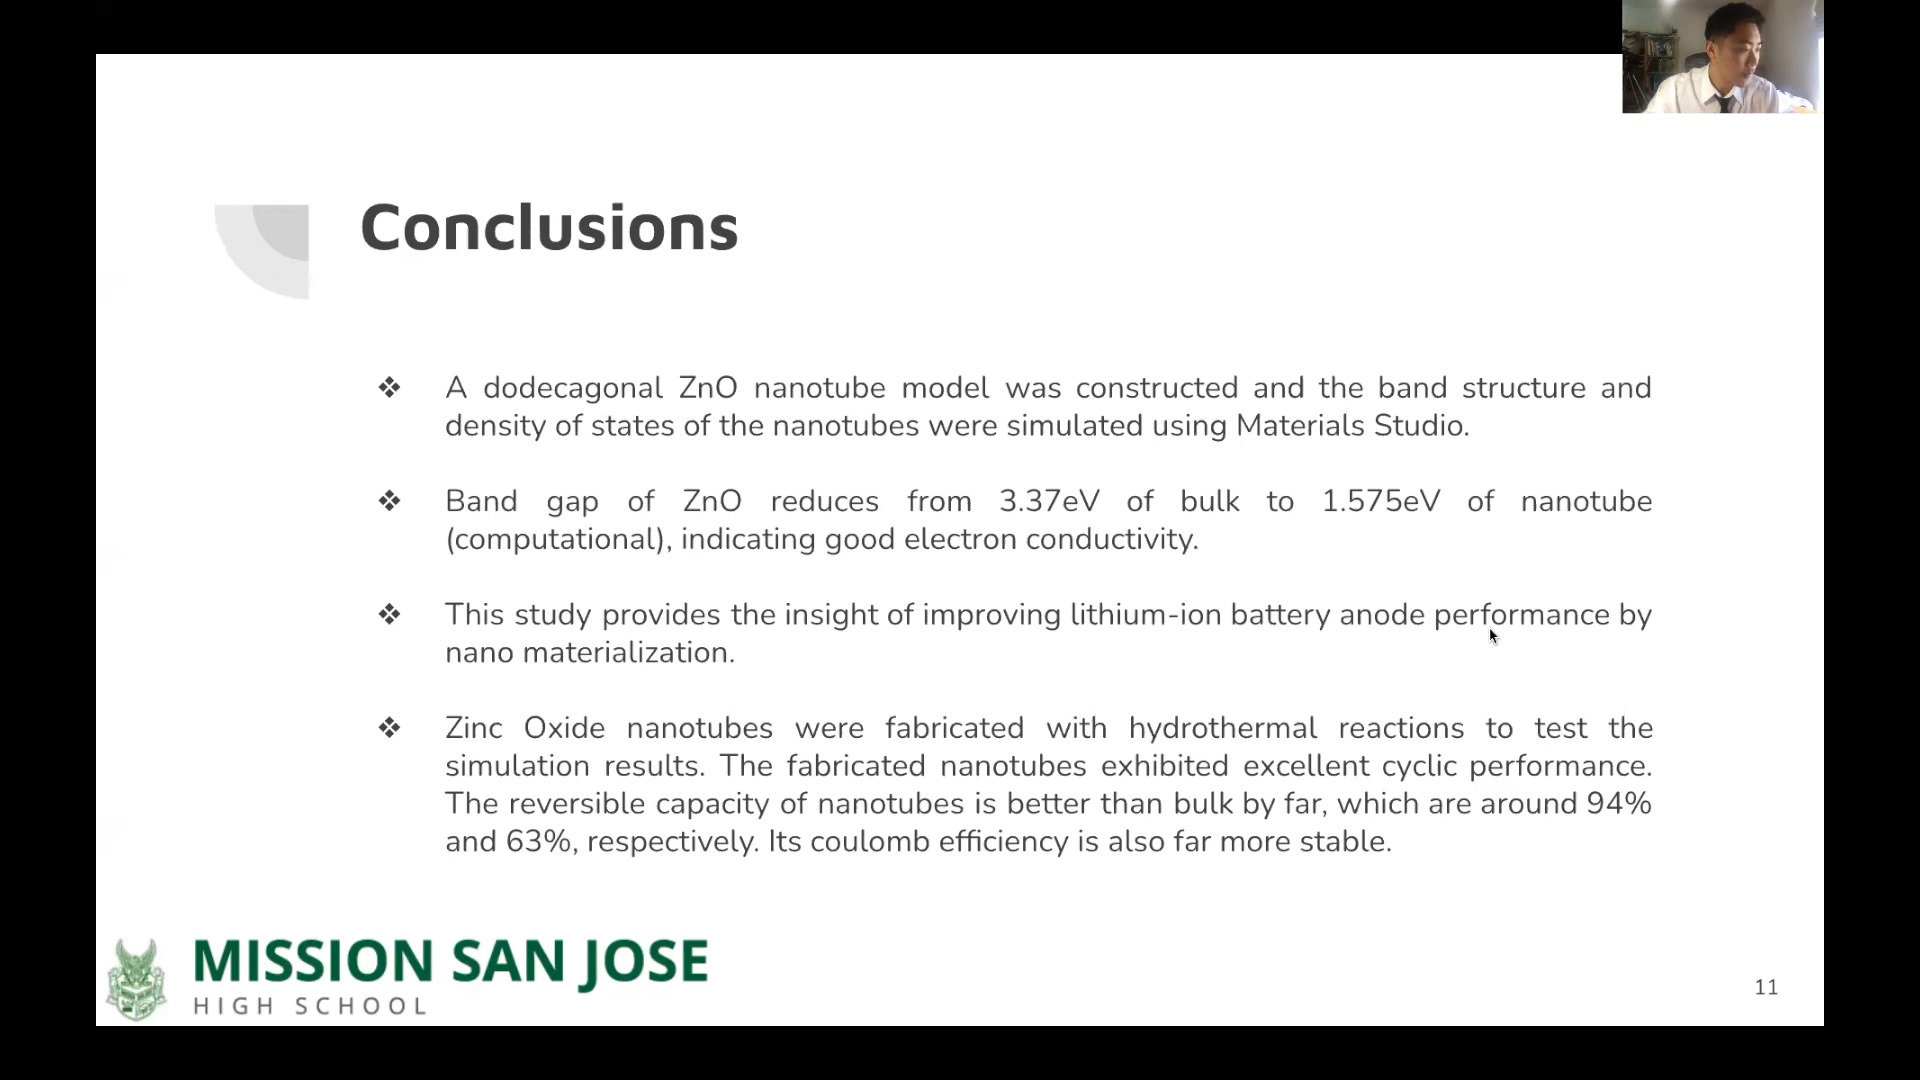 Conclusions
❖ A dodecagonal ZnO nanotube model was constructed and the band structure and
density of states of the nanotubes were simulated using Materials Studio.
❖ Band gap of ZnO reduces from 3.37eV of bulk to 1.575eV of nanotube
(computational), indicating good electron conductivity.
❖ This study provides the insight of improving lithium-ion battery anode performance by
nano materialization.
❖ Zinc Oxide nanotubes were fabricated with hydrothermal reactions to test the
simulation results. The fabricated nanotubes exhibited excellent cyclic performance.
The reversible capacity of nanotubes is better than bulk by far, which are around 94%
and 63%, respectively. Its coulomb efficiency is also far more stable.
MISSION SAN JOSE
HIGH SCHOOL
11